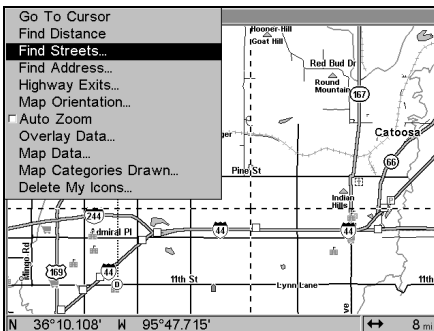 Go To Cursor
Find Distance
Find Streets...
Find Address...
Highway Exits...
Map Orientation...
Auto Zoom
Overlay Data...
Map Data...
Map Categories Drawn...
Delete My Icons...
Hooner-Hill
Goat Hill
Red Bud Dr
Round
Mountain
167
Catoosa
66
Pine St
Indian
Hills
244
Admiral Pl
44
44
Mingo Rd
169
44
D
11th St
Lynn Lane
11th
N 36°10.108' W 95°47.715'
8 mi